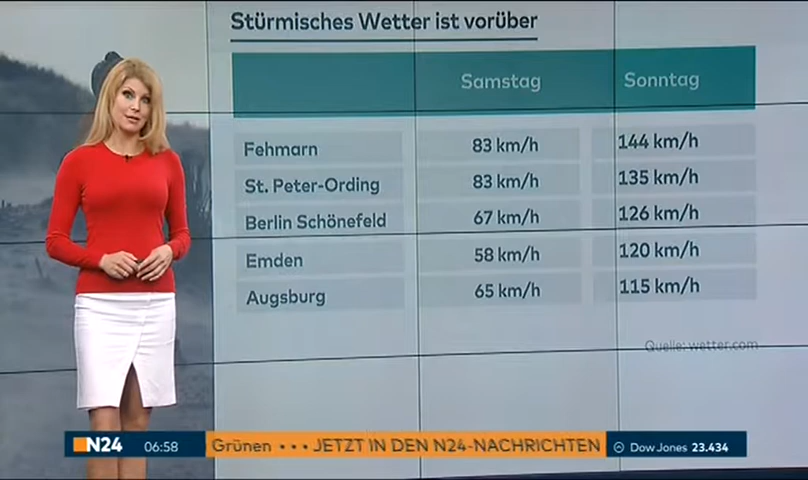 Stürmisches Wetter ist vorüber
Samstag Sonntag
Fehmarn 83 km/h 144 km/h
St. Peter-Ording 83 km/h 135 km/h
Berlin Schönefeld 67 km/h 126 km/h
Emden 58 km/h 120 km/h
Augsburg 65 km/h 115 km/h
Quelle: wetter.com
N24 06:58 Grünen • • • JETZT IN DEN N24-NACHRICHTEN Dow Jones 23.434